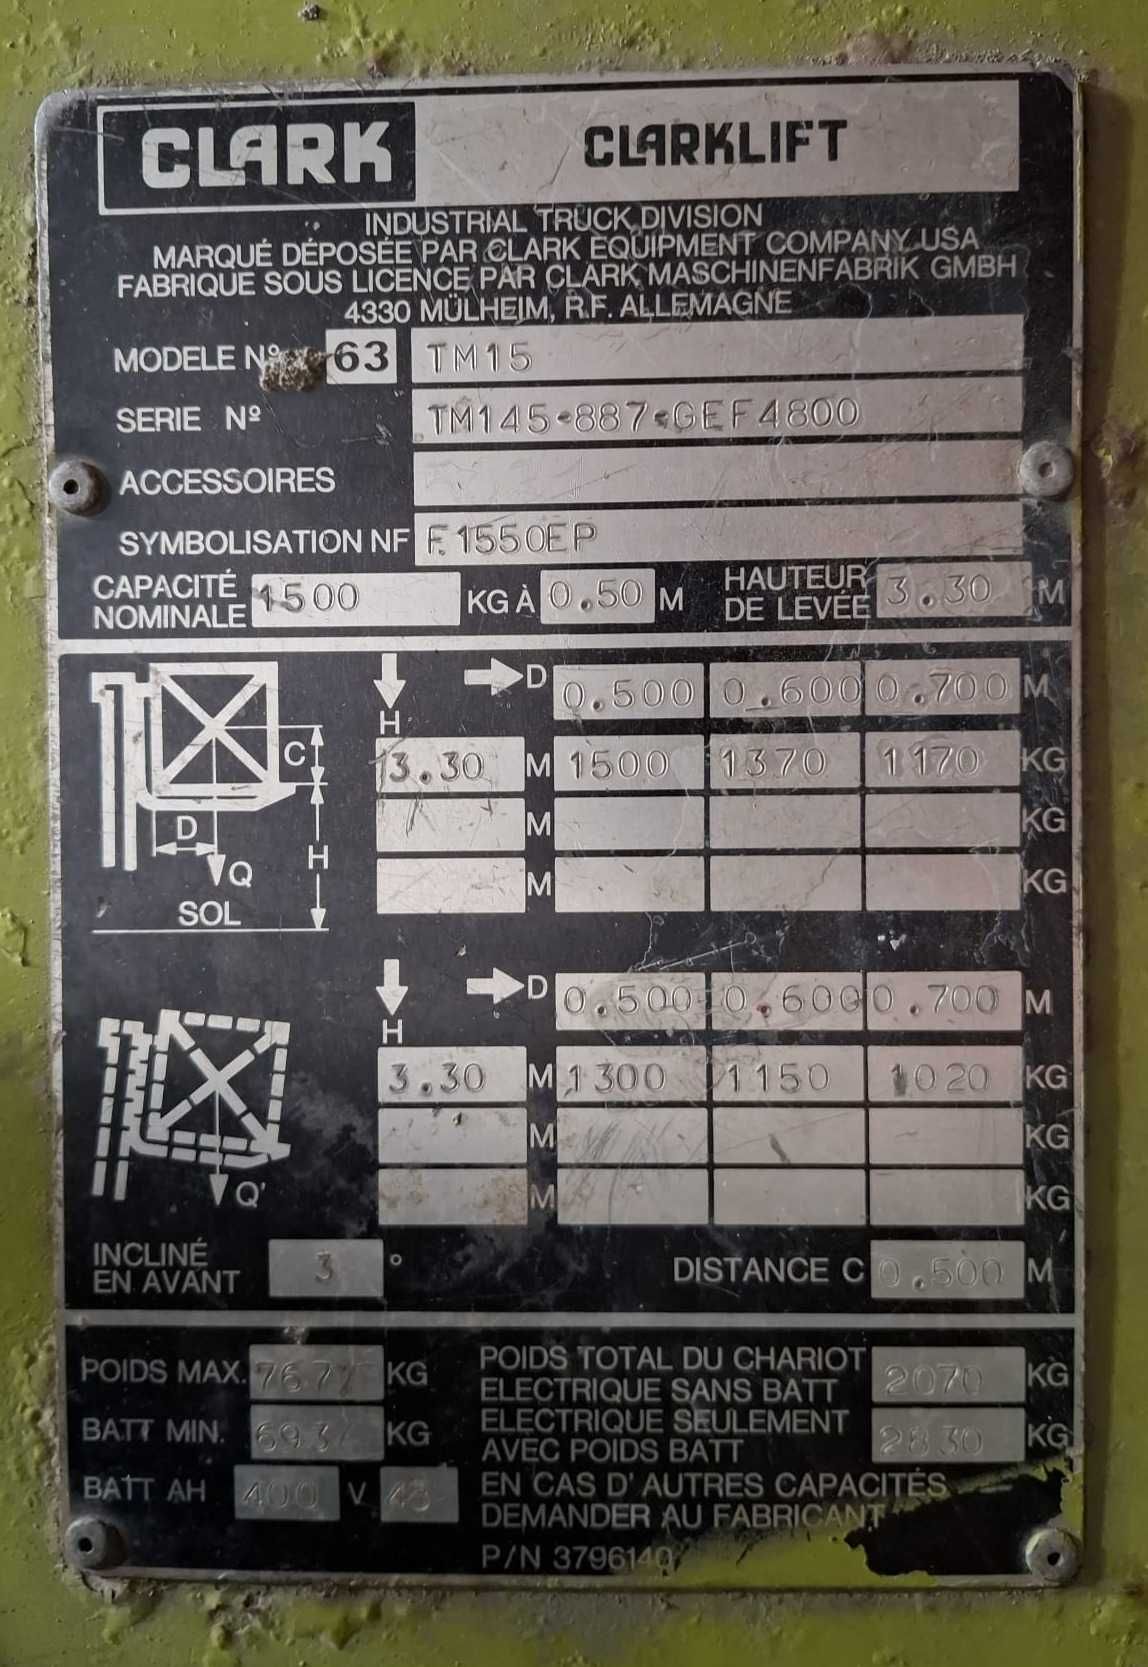 CLARK CLARKLIFT
INDUSTRIAL TRUCK DIVISION
MARQUÉ DÉPOSÉE PAR CLARK EQUIPMENT COMPANY USA
FABRIQUE SOUS LICENCE PAR CLARK MASCHINENFABRIK GMBH
4330 MÜLHEIM, R.F. ALLEMAGNE
MODELE Nº 63 TM15
SERIE Nº TM145-887-GEF4800
ACCESSOIRES
SYMBOLISATION NF F.1550EP
CAPACITÉ NOMINALE 1500 KG À 0.50 M HAUTEUR DE LEVÉE 3.30 M
H D 0.500 0.600 0.700 M
3.30 M 1500 1370 1170 KG
M KG
M KG
C
D
H
Q
SOL
H D 0.500 0.600 0.700 M
3.30 M 1300 1150 1020 KG
M KG
M KG
Q'
INCLINÉ EN AVANT 3 ° DISTANCE C 0.500 M
POIDS MAX. KG POIDS TOTAL DU CHARIOT
ELECTRIQUE SANS BATT 2070 KG
BATT MIN. KG ELECTRIQUE SEULEMENT
AVEC POIDS BATT 2830 KG
BATT AH 400 V 48 EN CAS D'AUTRES CAPACITÉS
DEMANDER AU FABRICANT
P/N 3796140